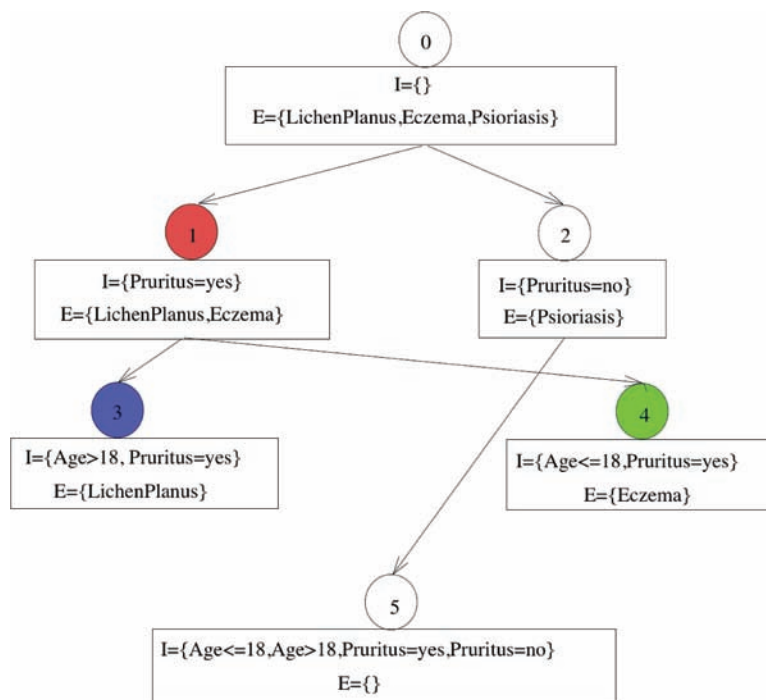 0
I={}
E={LichenPlanus,Eczema,Psioriasis}
1
2
I={Pruritus=yes}
E={LichenPlanus,Eczema}
I={Pruritus=no}
E={Psioriasis}
3
4
I={Age>18, Pruritus=yes}
E={LichenPlanus}
I={Age<=18,Pruritus=yes}
E={Eczema}
5
I={Age<=18,Age>18,Pruritus=yes,Pruritus=no}
E={}